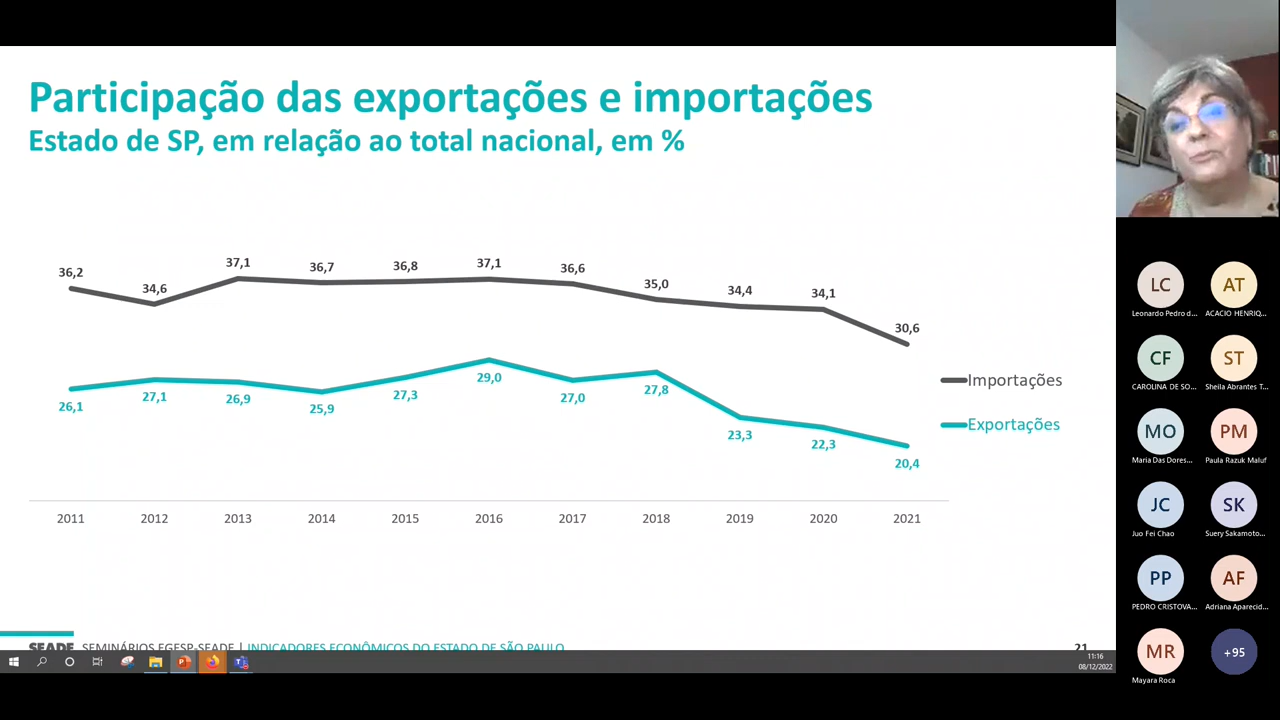 Participação das exportações e importações
Estado de SP, em relação ao total nacional, em %
36,2
34,6
37,1
36,7
36,8
37,1
36,6
35,0
34,4
34,1
30,6
26,1
27,1
26,9
25,9
27,3
29,0
27,0
27,8
23,3
22,3
20,4
Importações
Exportações
2011
2012
2013
2014
2015
2016
2017
2018
2019
2020
2021
SEADE SEMINÁRIOS EGESP-SEADE | INDICADORES ECONÔMICOS DO ESTADO DE SÃO PAULO
21
11:16
08/12/2022
LC
Leonardo Pedro d...
AT
ACACIO HENRIQ...
CF
CAROLINA DE SO...
ST
Sheila Abrantes T...
MO
Maria Das Dores...
PM
Paula Razuk Maluf
JC
Juo Fei Chao
SK
Suery Sakamoto...
PP
PEDRO CRISTOVA...
AF
Adriana Aparecid...
MR
Mayara Roca
+95